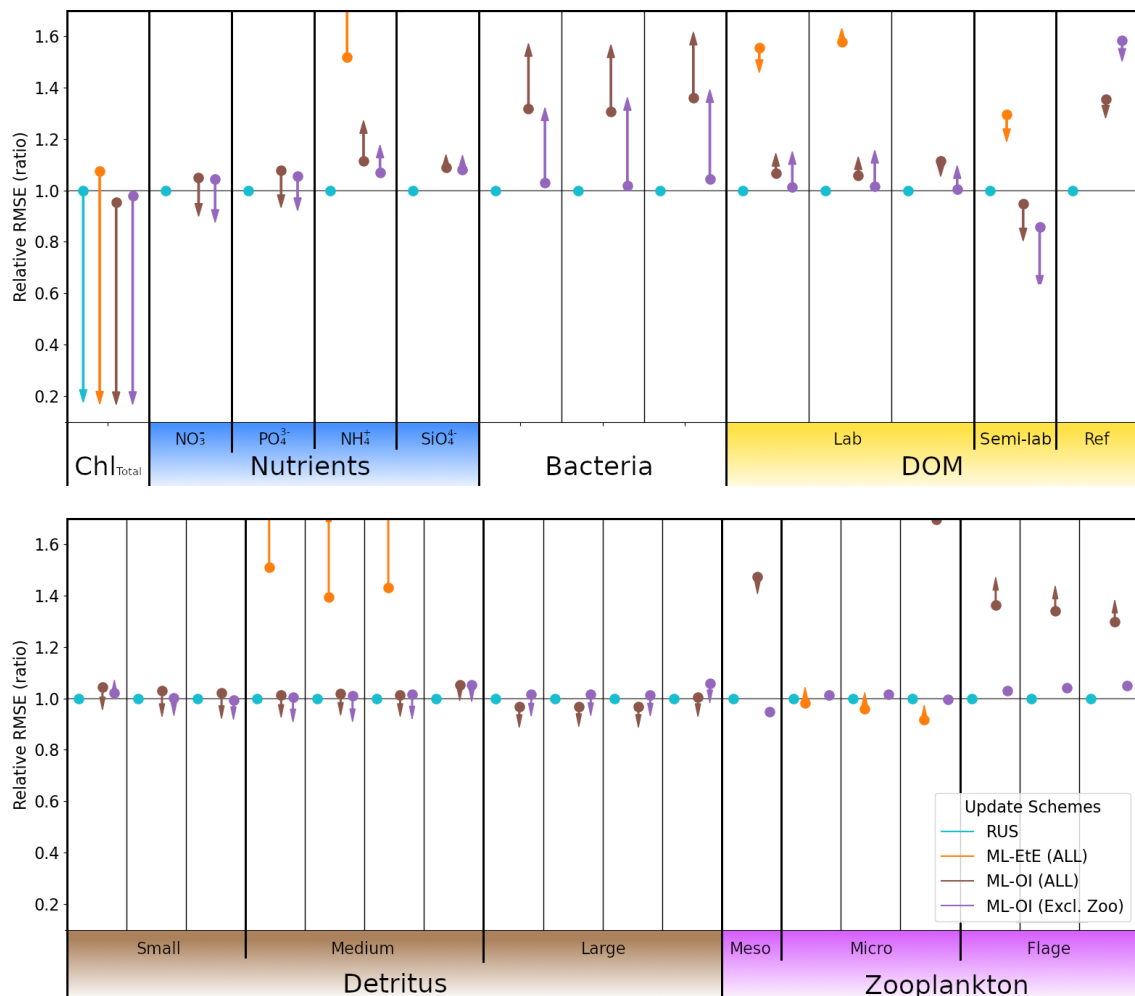 Relative RMSE (ratio)
1.6
1.4
1.2
1.0
0.8
0.6
0.4
0.2
NO₃⁻ PO₄³⁻ NH₄⁺ SiO₄⁴⁻ Lab Semi-lab Ref
Chl Total Nutrients Bacteria DOM
Relative RMSE (ratio)
1.6
1.4
1.2
1.0
0.8
0.6
0.4
0.2
Update Schemes
RUS
ML-EtE (ALL)
ML-OI (ALL)
ML-OI (Excl. Zoo)
Small Medium Large Meso Micro Flage
Detritus Zooplankton